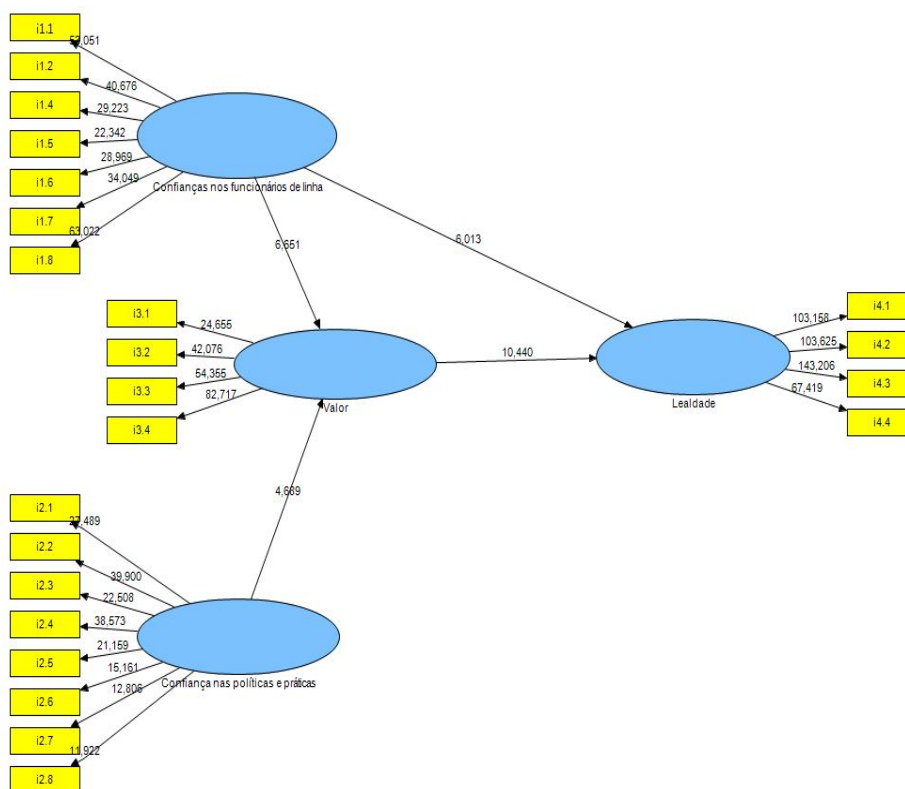 i1.1
53,051
i1.2
40,676
i1.4
29,223
i1.5
22,342
i1.6
28,969
i1.7
34,049
i1.8
63,022
Confianças nos funcionários de linha
6,651
6,013
i3.1
24,655
i3.2
42,076
i3.3
54,355
i3.4
82,717
Valor
10,440
i4.1
103,158
i4.2
103,625
i4.3
143,206
i4.4
67,419
Lealdade
4,639
i2.1
27,489
i2.2
39,900
i2.3
22,508
i2.4
38,573
i2.5
21,159
i2.6
15,161
i2.7
12,806
i2.8
11,922
Confiança nas políticas e práticas